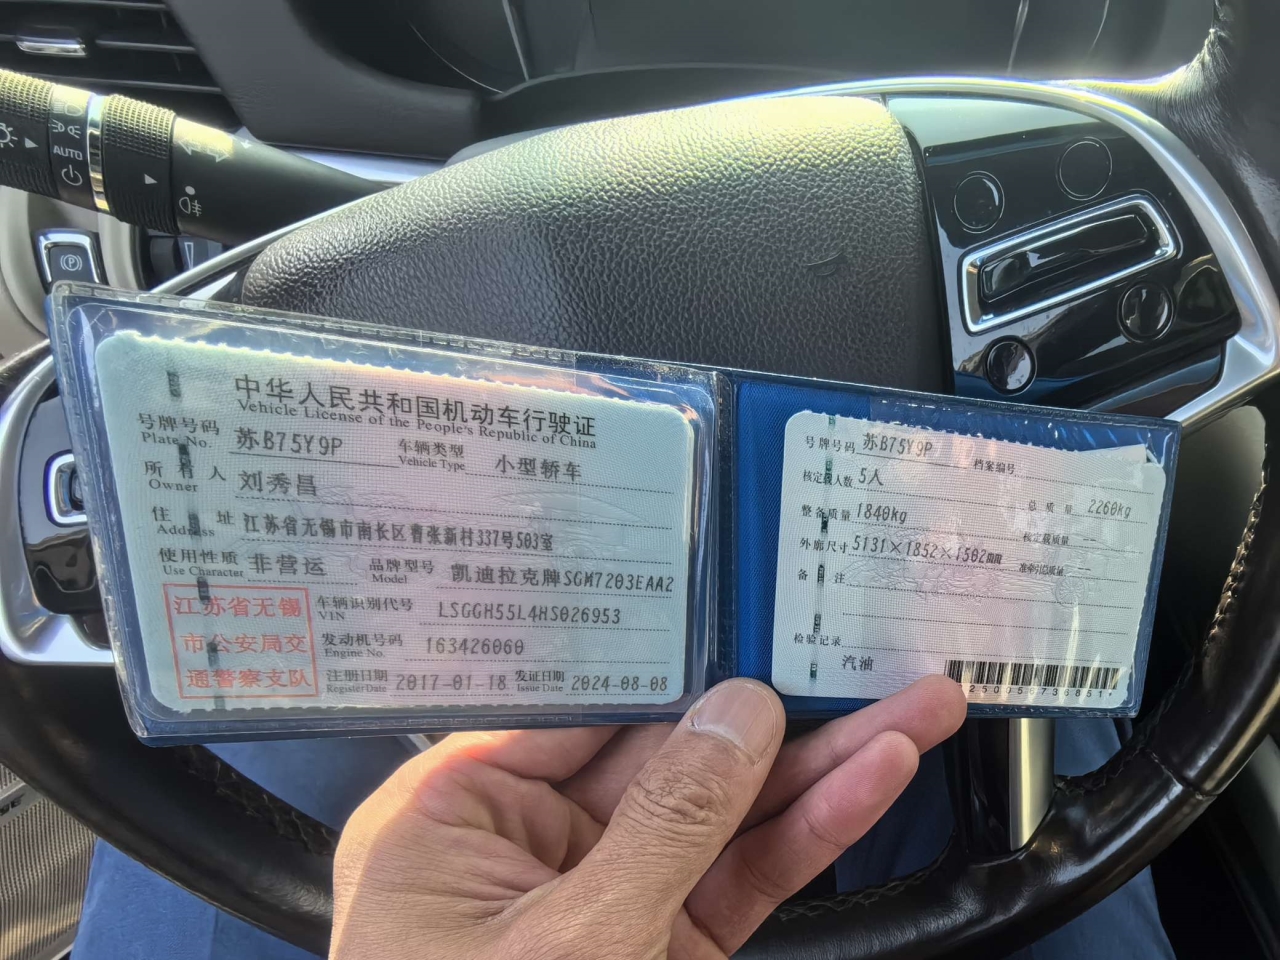 AUTO
中华人民共和国机动车行驶证
Vehicle License of the People's Republic of China
号牌号码 苏B75Y9P 车辆类型 小型轿车
Plate No. Vehicle Type
所有人 刘秀昌
Owner
住址 江苏省无锡市南长区曹张新村337号503室
Address
使用性质 非营运 品牌型号 凯迪拉克牌SGM7203EAA2
Use Character Model
江苏省无锡
市公安局交
通警察支队
车辆识别代号 LSGGH55L4HS026953
VIN
发动机号码 163426060
Engine No.
注册日期 2017-01-18 发证日期 2024-08-08
Register Date Issue Date
号牌号码 苏B75Y9P 档案编号
核定载人数 5人 总质量 2260kg
整备质量 1840kg 核定载质量 --
外廓尺寸 5131×1852×1502mm 准牵引总质量 --
备注
检验记录
汽油